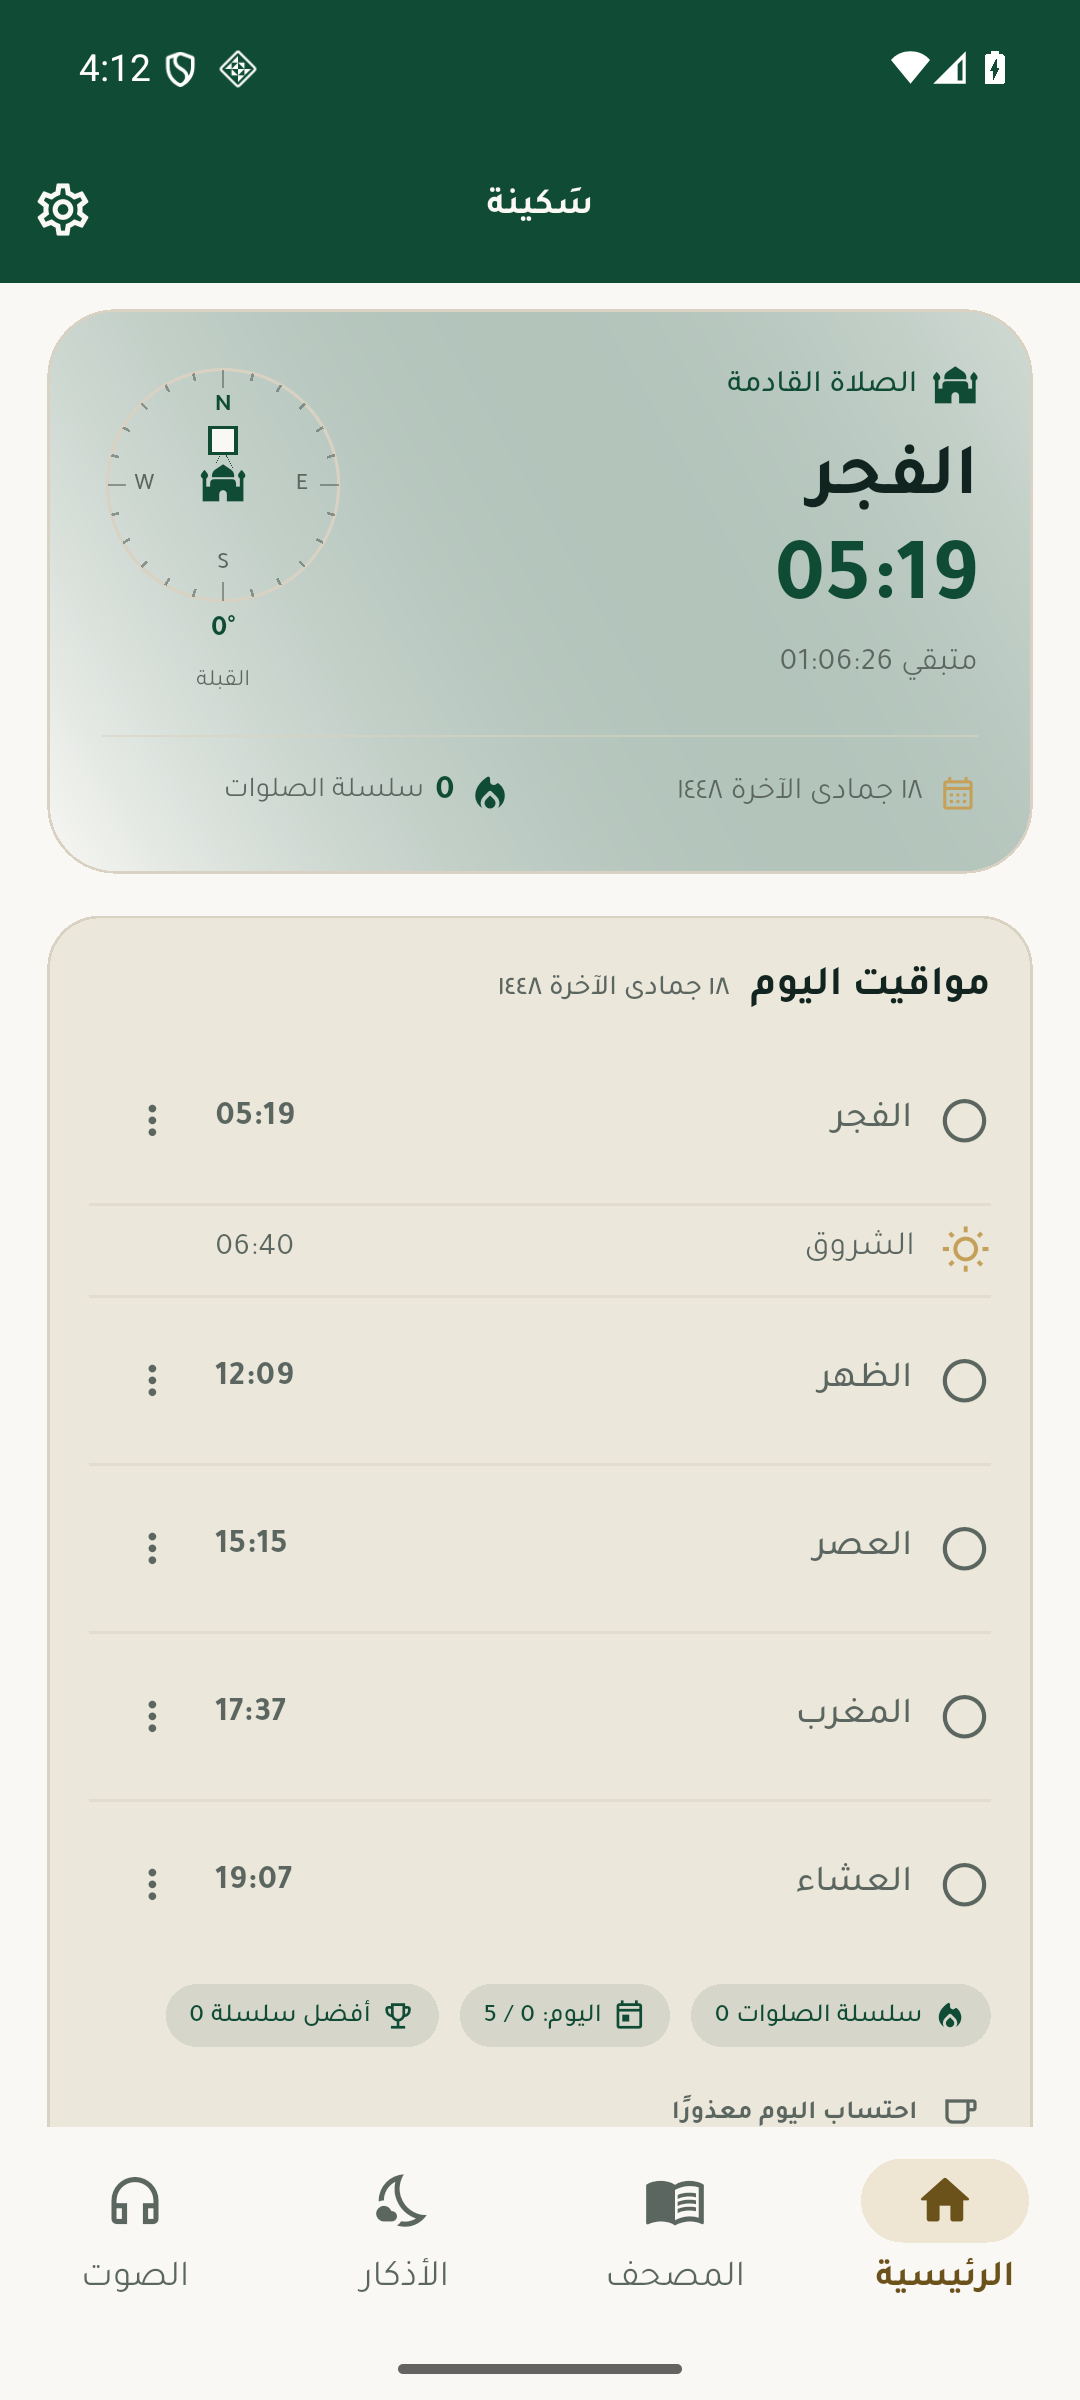 4:12
سَكينة
الصلاة القادمة
الفجر
05:19
متبقي 01:06:26
N
W E
S
0°
القبلة
١٨ جمادى الآخرة ١٤٤٨
0 سلسلة الصلوات
مواقيت اليوم ١٨ جمادى الآخرة ١٤٤٨
الفجر 05:19
الشروق 06:40
الظهر 12:09
العصر 15:15
المغرب 17:37
العشاء 19:07
سلسلة الصلوات 0
اليوم: 0 / 5
أفضل سلسلة 0
احتساب اليوم معذورًا
الرئيسية
المصحف
الأذكار
الصوت